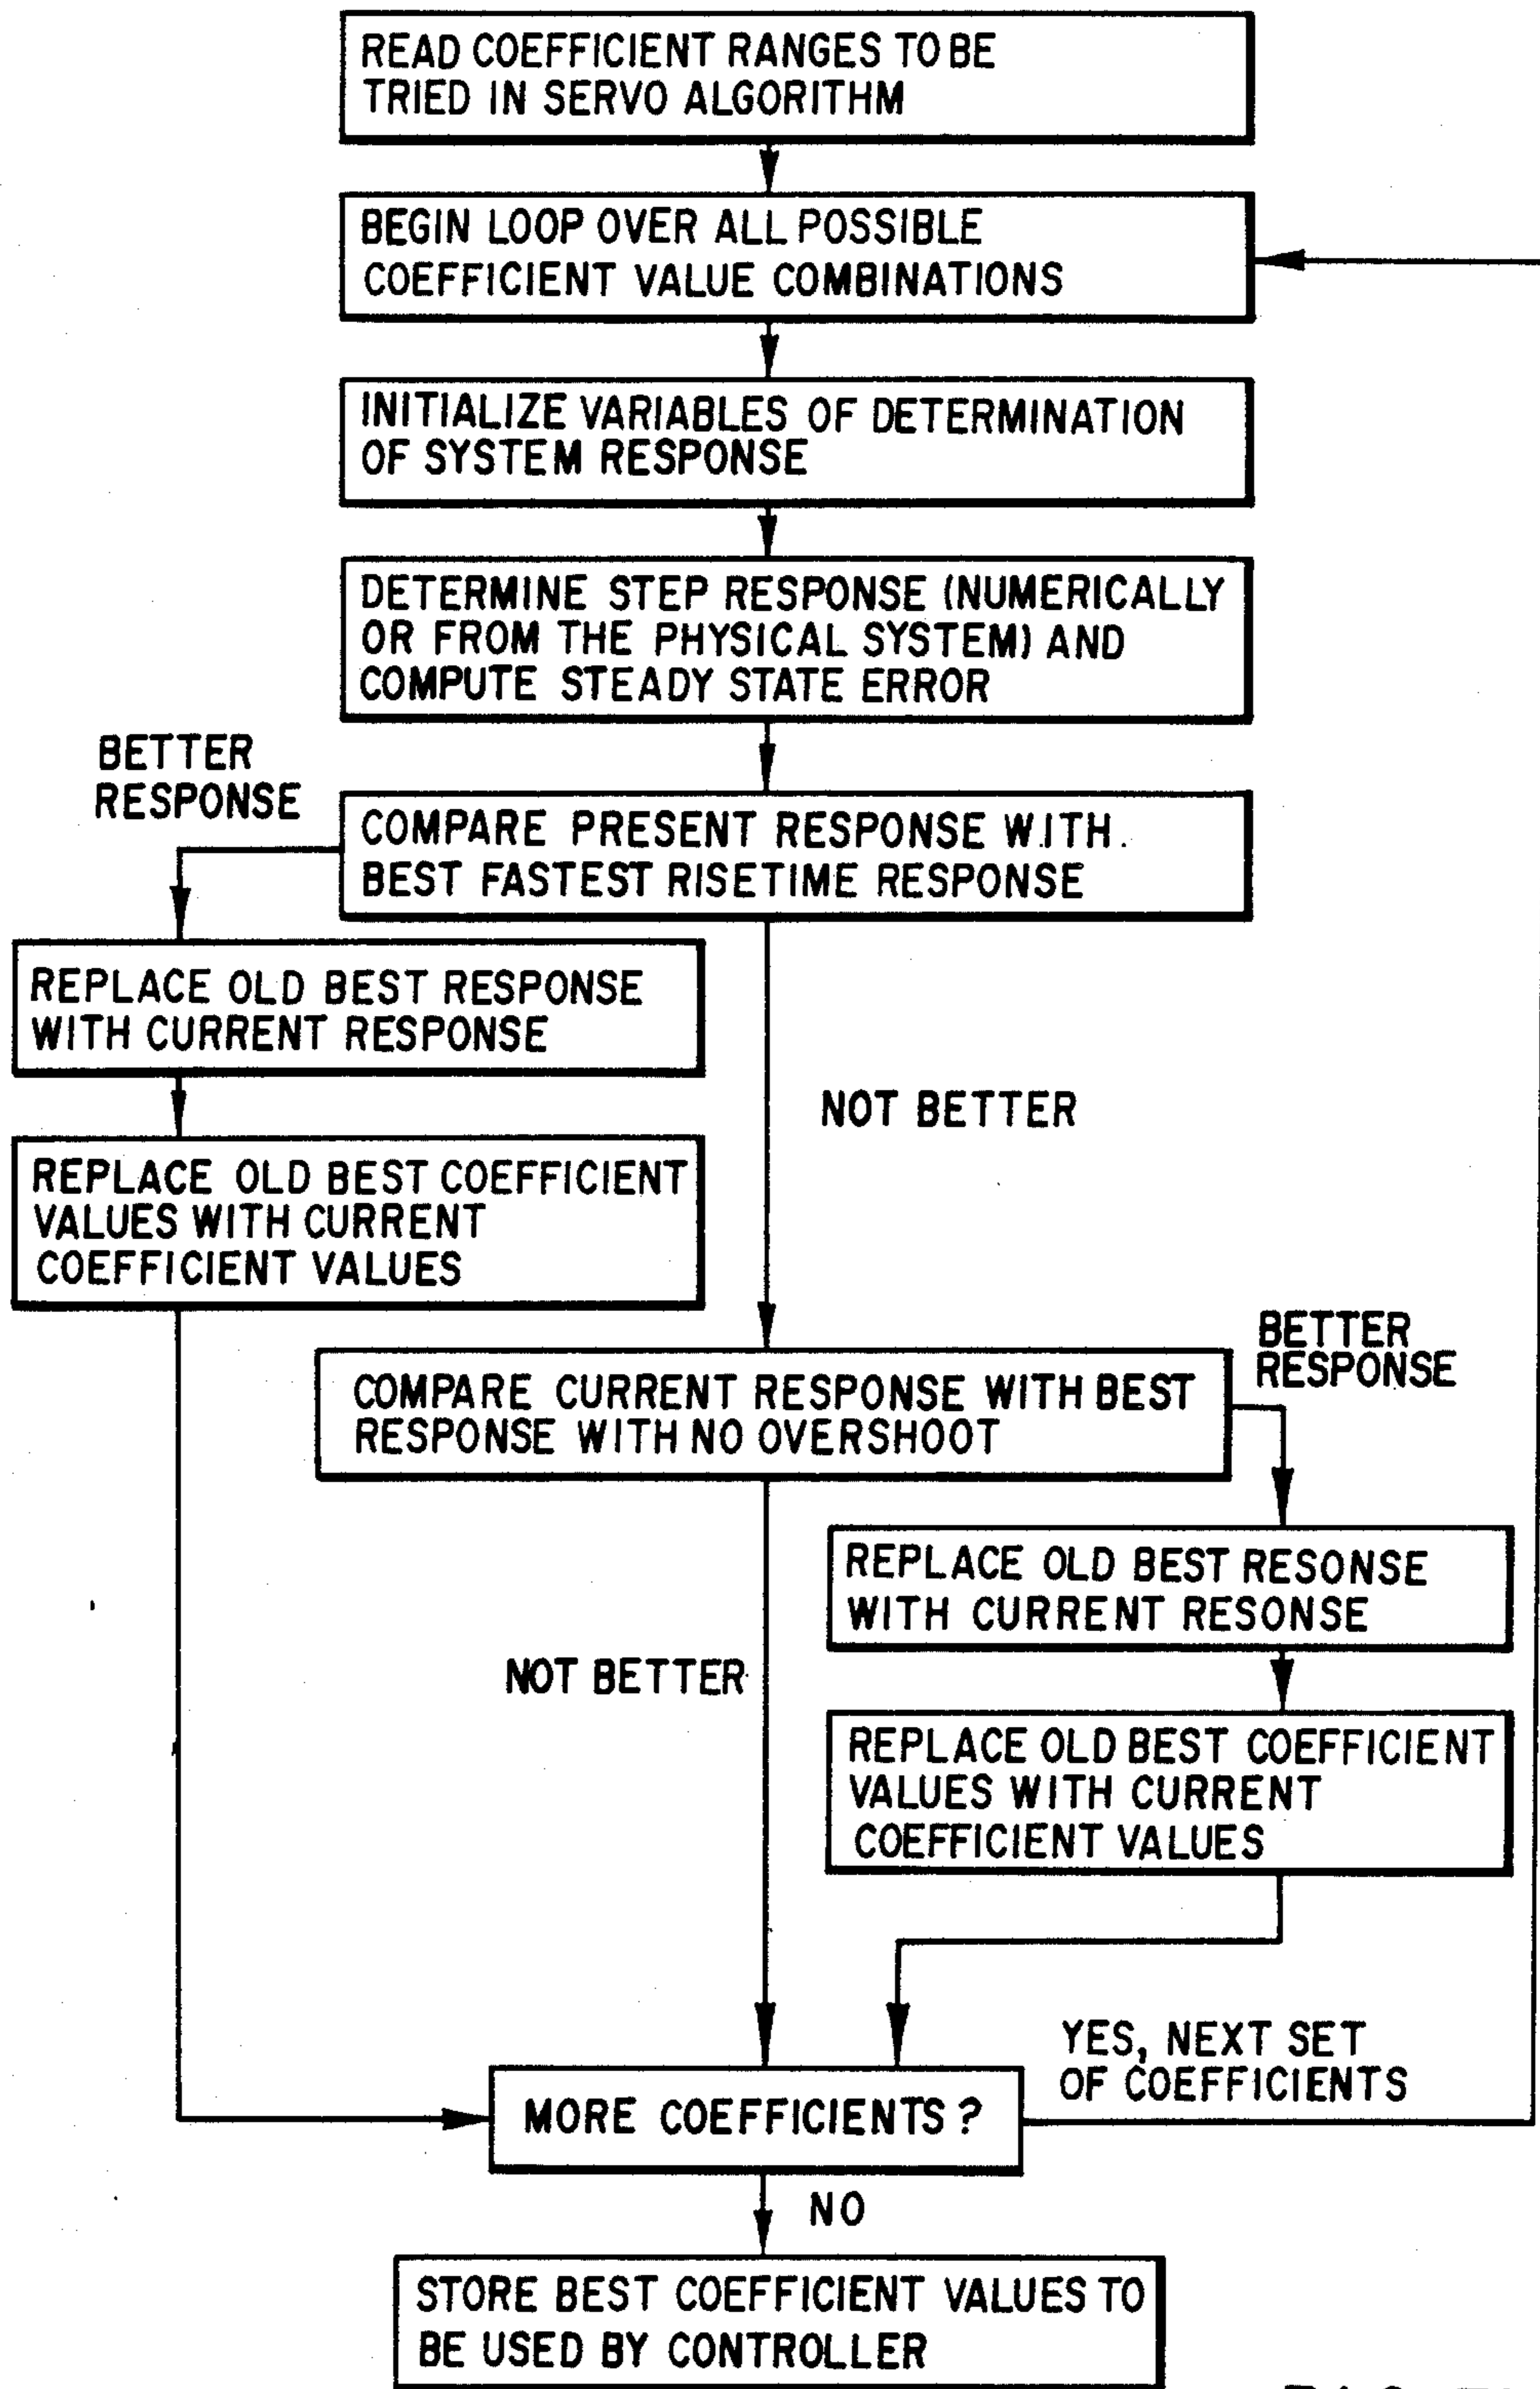 READ COEFFICIENT RANGES TO BE
TRIED IN SERVO ALGORITHM
BEGIN LOOP OVER ALL POSSIBLE
COEFFICIENT VALUE COMBINATIONS
INITIALIZE VARIABLES OF DETERMINATION
OF SYSTEM RESPONSE
DETERMINE STEP RESPONSE (NUMERICALLY
OR FROM THE PHYSICAL SYSTEM) AND
COMPUTE STEADY STATE ERROR
BETTER
RESPONSE
COMPARE PRESENT RESPONSE WITH
BEST FASTEST RISETIME RESPONSE
REPLACE OLD BEST RESPONSE
WITH CURRENT RESPONSE
NOT BETTER
REPLACE OLD BEST COEFFICIENT
VALUES WITH CURRENT
COEFFICIENT VALUES
BETTER
RESPONSE
COMPARE CURRENT RESPONSE WITH BEST
RESPONSE WITH NO OVERSHOOT
REPLACE OLD BEST RESONSE
WITH CURRENT RESONSE
NOT BETTER
REPLACE OLD BEST COEFFICIENT
VALUES WITH CURRENT
COEFFICIENT VALUES
YES, NEXT SET
OF COEFFICIENTS
MORE COEFFICIENTS ?
NO
STORE BEST COEFFICIENT VALUES TO
BE USED BY CONTROLLER